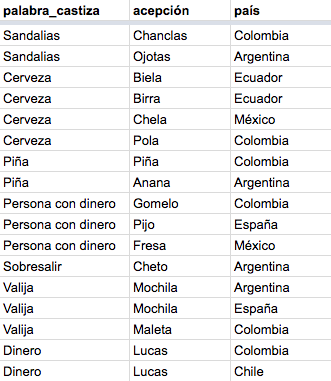 palabra_castiza acepción país
Sandalias Chanclas Colombia
Sandalias Ojotas Argentina
Cerveza Biela Ecuador
Cerveza Birra Ecuador
Cerveza Chela México
Cerveza Pola Colombia
Piña Piña Colombia
Piña Anana Argentina
Persona con dinero Gomelo Colombia
Persona con dinero Pijo España
Persona con dinero Fresa México
Sobresalir Cheto Argentina
Valija Mochila Argentina
Valija Mochila España
Valija Maleta Colombia
Dinero Lucas Colombia
Dinero Lucas Chile